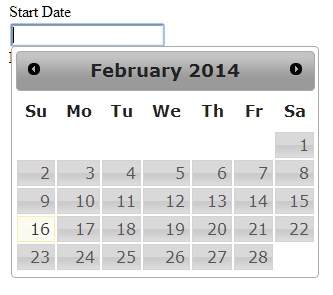 Start Date
February 2014
Su Mo Tu We Th Fr Sa
1
2 3 4 5 6 7 8
9 10 11 12 13 14 15
16 17 18 19 20 21 22
23 24 25 26 27 28